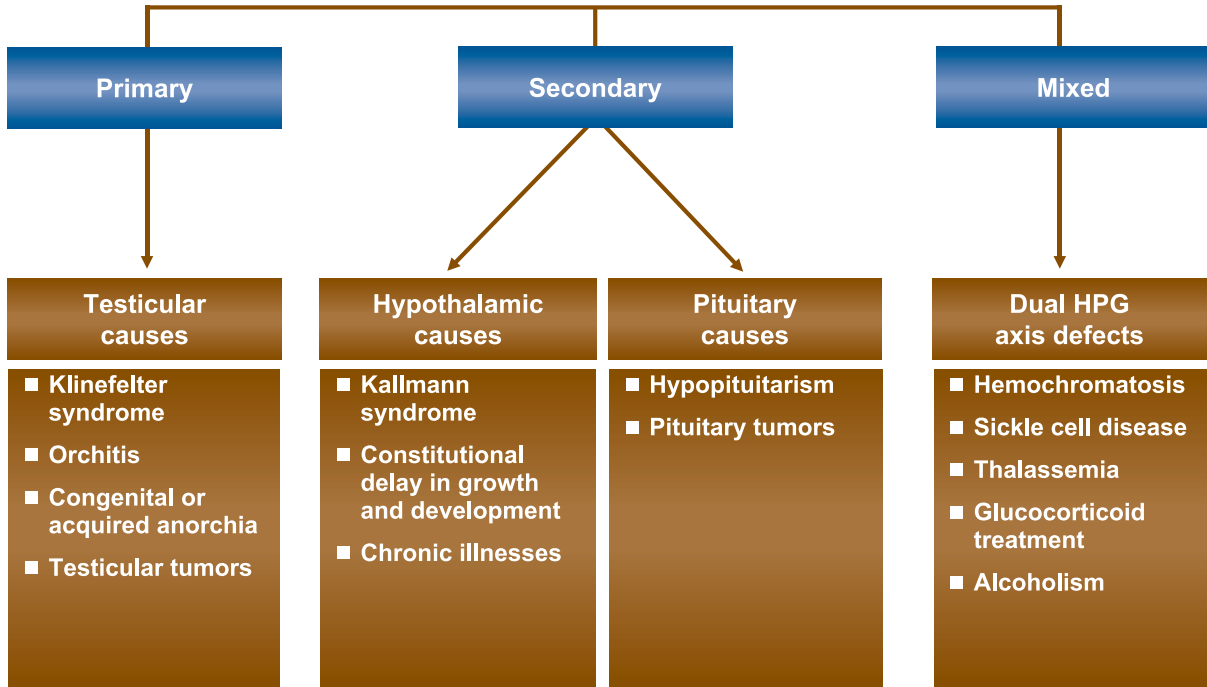 Primary
Secondary
Mixed
Testicular
causes
Klinefelter
syndrome
Orchitis
Congenital or
acquired anorchia
Testicular tumors
Hypothalamic
causes
Kallmann
syndrome
Constitutional
delay in growth
and development
Chronic illnesses
Pituitary
causes
Hypopituitarism
Pituitary tumors
Dual HPG
axis defects
Hemochromatosis
Sickle cell disease
Thalassemia
Glucocorticoid
treatment
Alcoholism